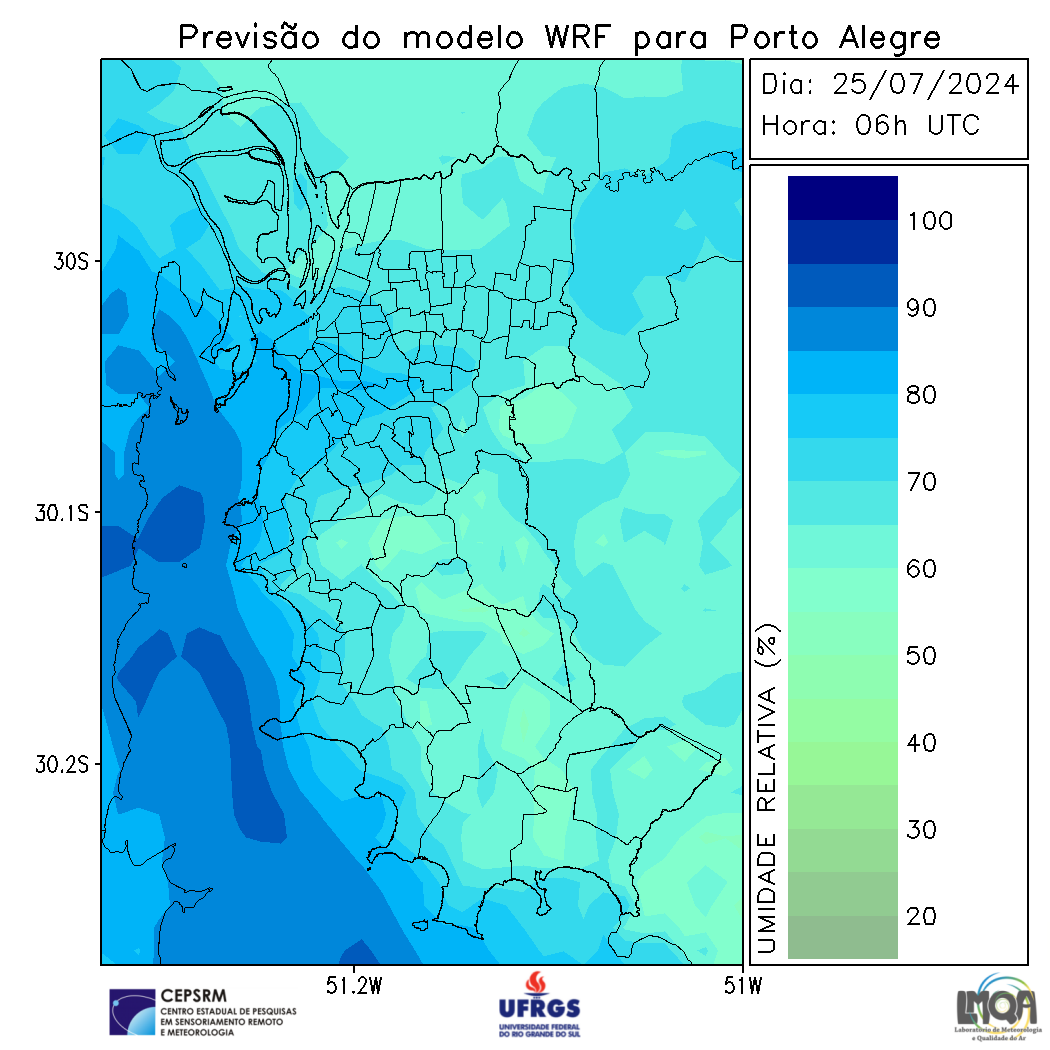 Previsão do modelo WRF para Porto Alegre
Dia: 25/07/2024
Hora: 06h UTC
100
90
80
70
60
50
40
30
20
UMIDADE RELATIVA (%)
30S
30.1S
30.2S
51.2W
51W
CEPSRM
CENTRO ESTADUAL DE PESQUISAS
EM SENSORIAMENTO REMOTO
E METEOROLOGIA
UFRGS
UNIVERSIDADE FEDERAL
DO RIO GRANDE DO SUL
LMQA
Laboratório de Meteorologia
e Qualidade do Ar